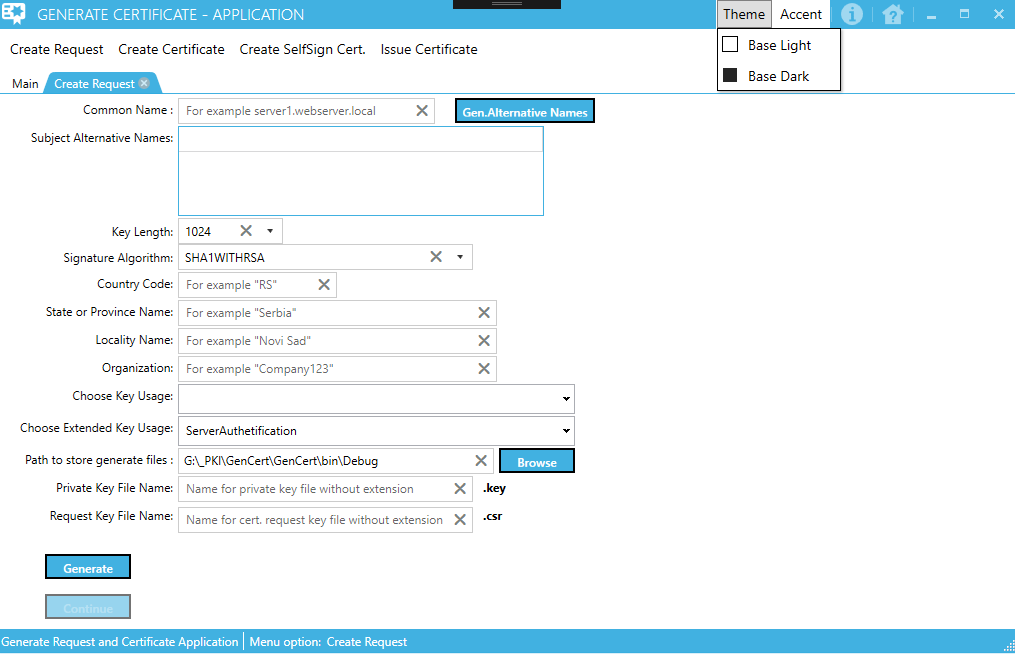 GENERATE CERTIFICATE - APPLICATION
Theme Accent
Base Light
Base Dark
Create Request Create Certificate Create SelfSign Cert. Issue Certificate
Main Create Request
Common Name : For example server1.webserver.local Gen.Alternative Names
Subject Alternative Names:
Key Length: 1024
Signature Algorithm: SHA1WITHRSA
Country Code: For example "RS"
State or Province Name: For example "Serbia"
Locality Name: For example "Novi Sad"
Organization: For example "Company123"
Choose Key Usage:
Choose Extended Key Usage: ServerAuthetification
Path to store generate files : G:\_PKI\GenCert\GenCert\bin\Debug Browse
Private Key File Name: Name for private key file without extension .key
Request Key File Name: Name for cert. request key file without extension .csr
Generate
Continue
Generate Request and Certificate Application Menu option: Create Request